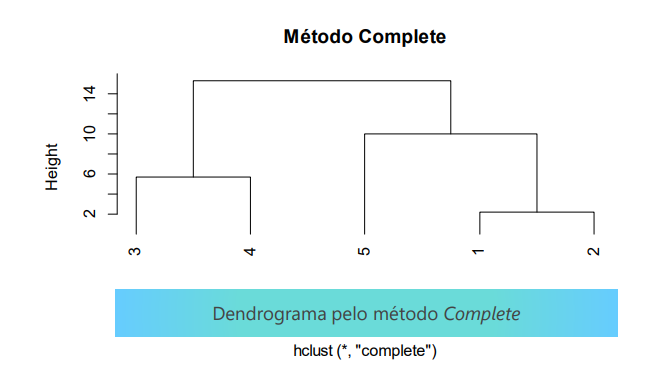 Método Complete
Height
14
10
6
2
3
4
5
1
2
Dendrograma pelo método Complete
hclust (*, "complete")